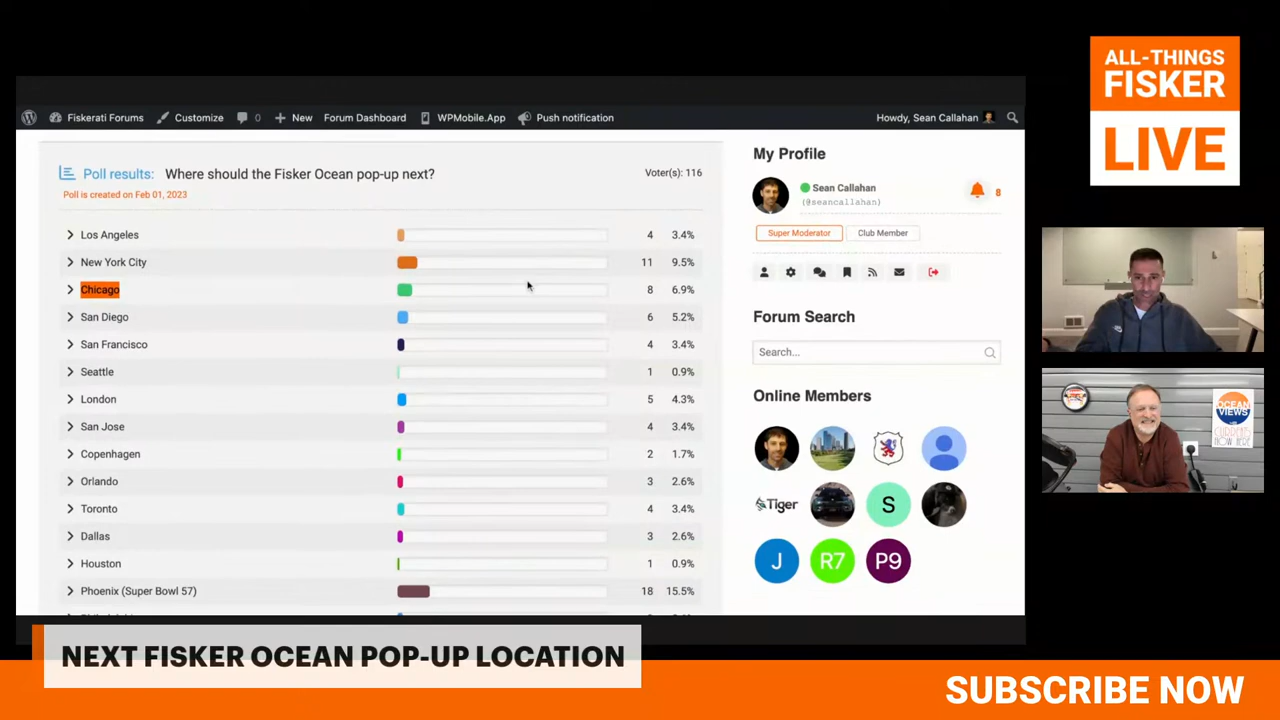 ALL-THINGS
FISKER
LIVE
Fiskerati Forums
Customize
0
New
Forum Dashboard
WPMobile.App
Push notification
Howdy, Sean Callahan
Poll results: Where should the Fisker Ocean pop-up next?
Voter(s): 116
Poll is created on Feb 01, 2023
Los Angeles 4 3.4%
New York City 11 9.5%
Chicago 8 6.9%
San Diego 6 5.2%
San Francisco 4 3.4%
Seattle 1 0.9%
London 5 4.3%
San Jose 4 3.4%
Copenhagen 2 1.7%
Orlando 3 2.6%
Toronto 4 3.4%
Dallas 3 2.6%
Houston 1 0.9%
Phoenix (Super Bowl 57) 18 15.5%
My Profile
Sean Callahan
(@seancallahan)
8
Super Moderator
Club Member
Forum Search
Search...
Online Members
Tiger
S
J
R7
P9
OCEAN
VIEWS
NEXT FISKER OCEAN POP-UP LOCATION
SUBSCRIBE NOW